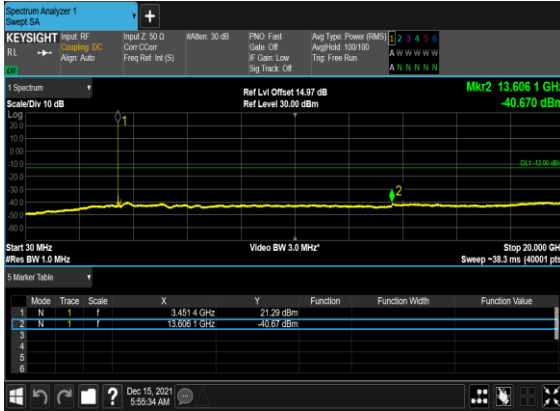 Spectrum Analyzer 1
Swept SA
+
KEYSIGHT Input: RF Input Z: 50 Ω #Atten: 30 dB PNO: Fast Avg Type: Power (RMS) 1 2 3 4 5 6
RL Coupling: DC Corr CCorr Gate: Off Avg|Hold: 100/100 A W W W W W
Align: Auto Freq Ref: Int (S) IF Gain: Low Trig: Free Run
Sig Track: Off A N N N N N
1 Spectrum
Ref Lvl Offset 14.97 dB Mkr2 13.606 1 GHz
Scale/Div 10 dB Ref Level 30.00 dBm -40.670 dBm
Log
20.0
10.0
0.00
-10.0
-20.0
-30.0
-40.0
-50.0
-60.0
1
DL1 -13.00 dBm
2
Start 30 MHz Video BW 3.0 MHz* Stop 20.000 GHz
#Res BW 1.0 MHz Sweep ~38.3 ms (40001 pts)
5 Marker Table
Mode Trace Scale X Y Function Function Width Function Value
1 N 1 f 3.451 4 GHz 21.29 dBm
2 N 1 f 13.606 1 GHz -40.67 dBm
3
4
5
6
? Dec 15, 2021
5:55:34 AM